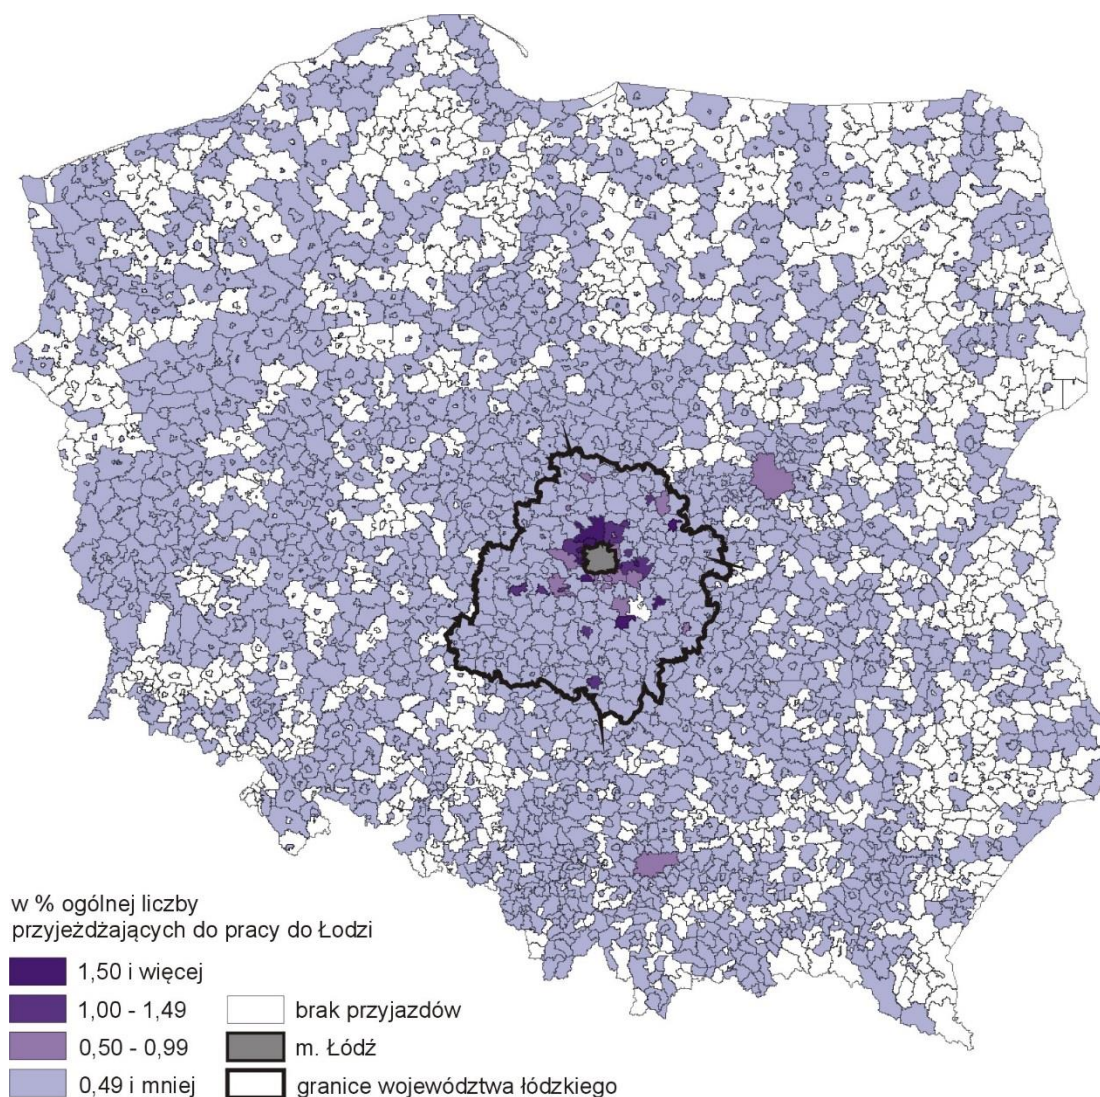 w % ogólnej liczby
przyjeżdżających do pracy do Łodzi
1,50 i więcej
1,00 - 1,49
0,50 - 0,99
0,49 i mniej
brak przyjazdów
m. Łódź
granice województwa łódzkiego